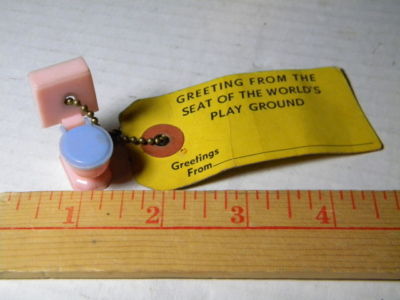 GREETING FROM THE
SEAT OF THE WORLD'S
PLAY GROUND
Greetings
From
1 2 3 4